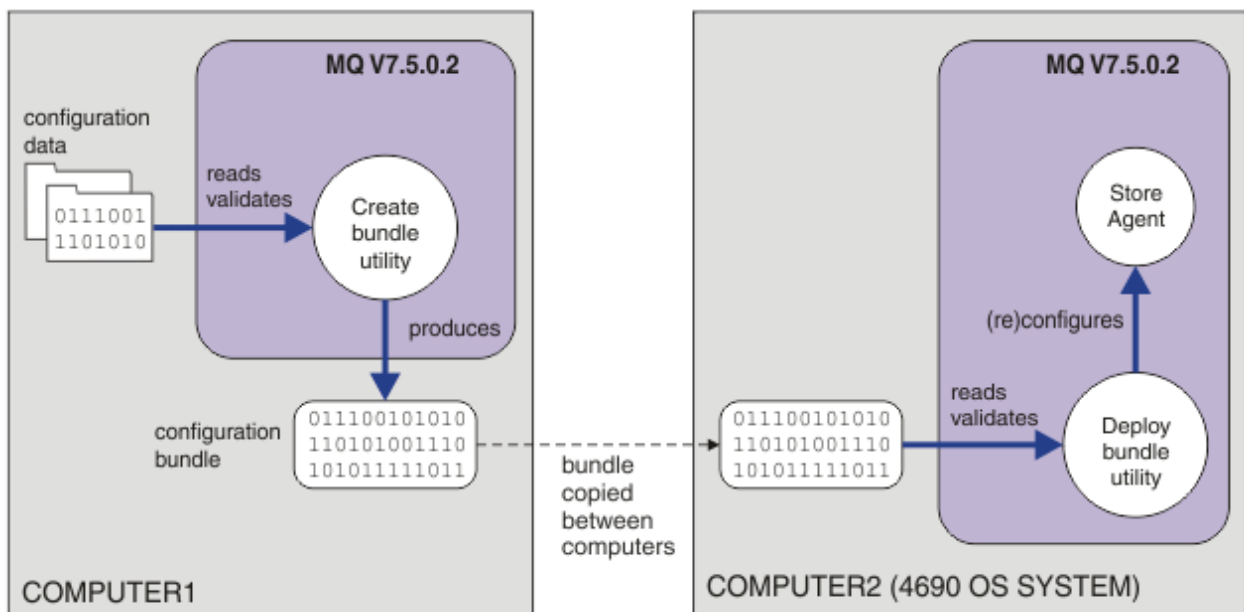 MQ V7.5.0.2
configuration
data
0111001
1101010
reads
validates
Create
bundle
utility
produces
configuration
bundle
011100101010
110101001110
101011111011
COMPUTER1
bundle
copied
between
computers
MQ V7.5.0.2
Store
Agent
(re)configures
011100101010
110101001110
101011111011
reads
validates
Deploy
bundle
utility
COMPUTER2 (4690 OS SYSTEM)